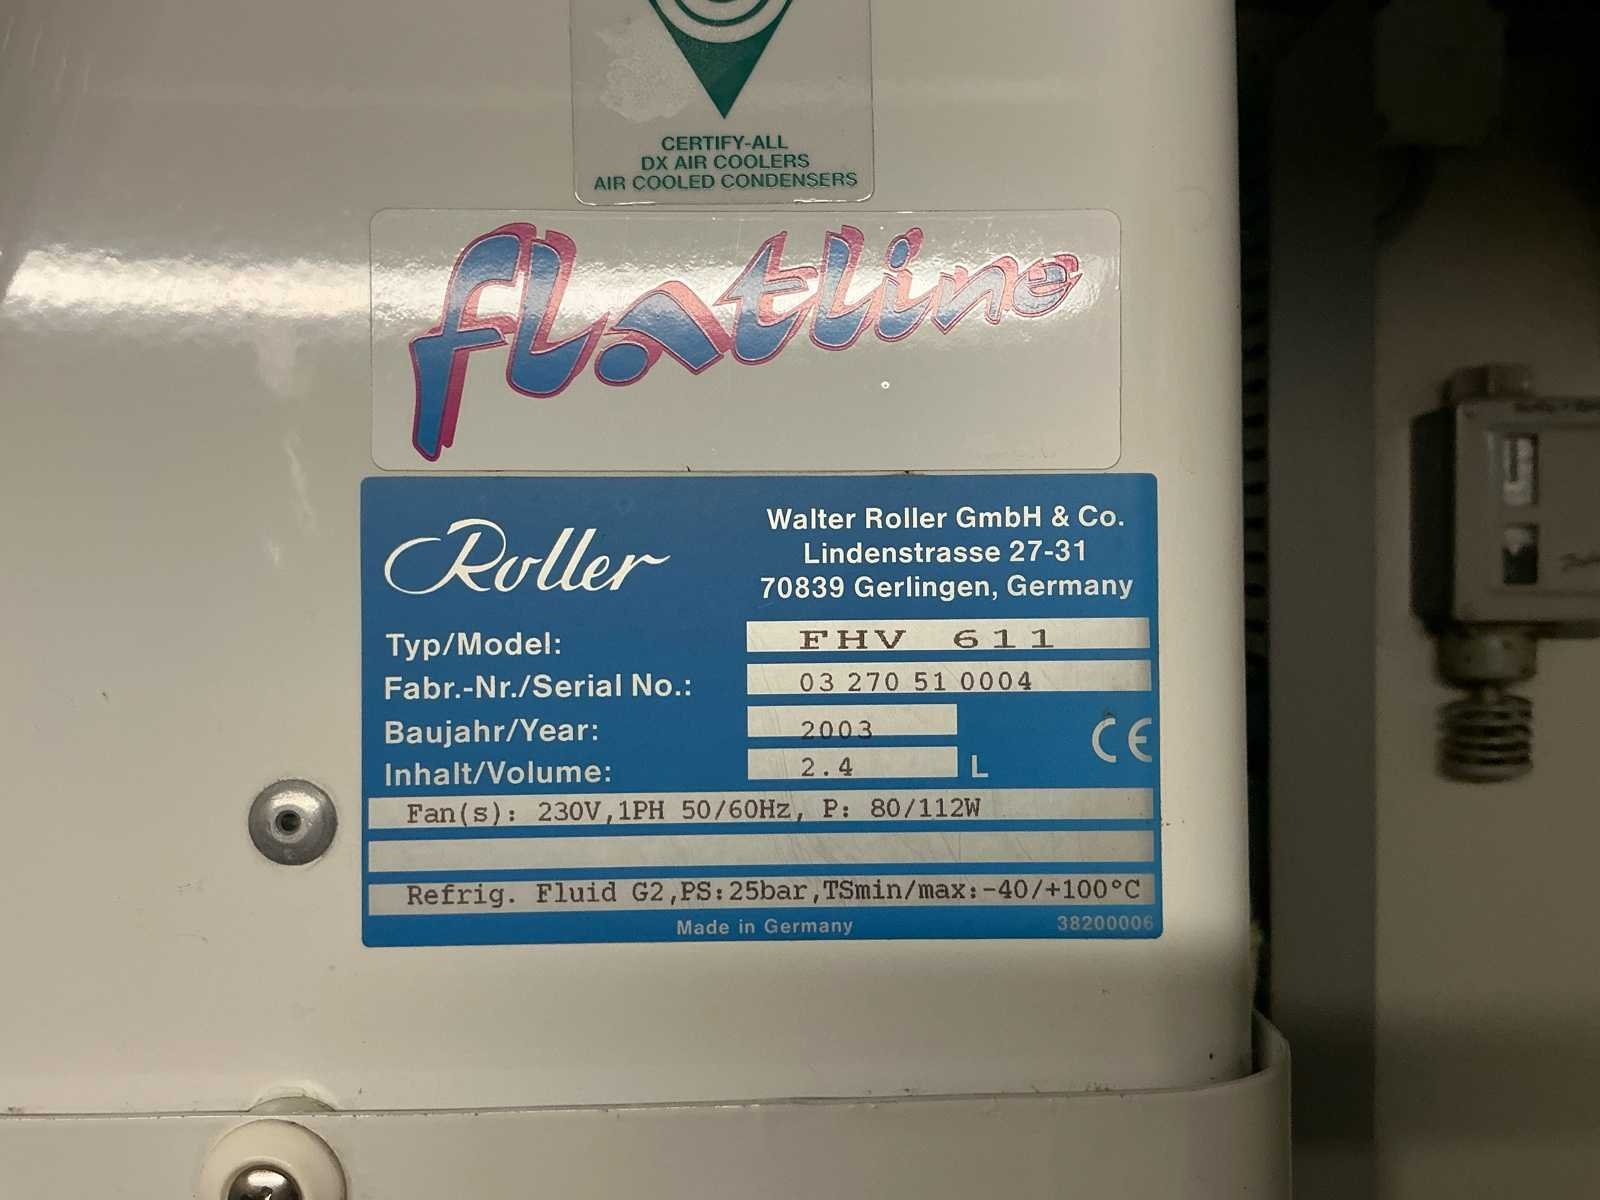 CERTIFY-ALL
DX AIR COOLERS
AIR COOLED CONDENSERS
flatline
Roller
Walter Roller GmbH & Co.
Lindenstrasse 27-31
70839 Gerlingen, Germany
Typ/Model: FHV 611
Fabr.-Nr./Serial No.: 03 270 51 0004
Baujahr/Year: 2003
CE
Inhalt/Volume: 2.4 L
Fan(s): 230V,1PH 50/60Hz, P: 80/112W
Refrig. Fluid G2,PS:25bar,TSmin/max:-40/+100°C
Made in Germany 38200006